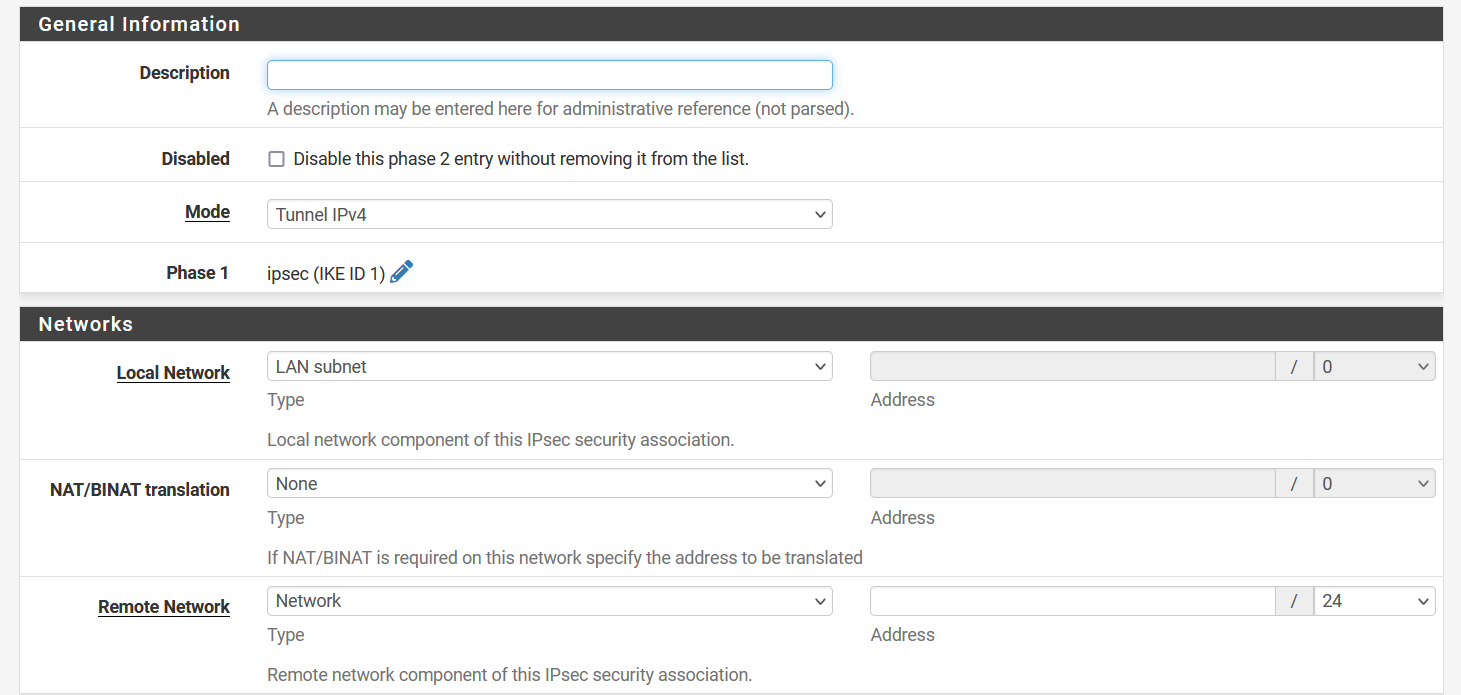 General Information
Description
A description may be entered here for administrative reference (not parsed).
Disabled Disable this phase 2 entry without removing it from the list.
Mode Tunnel IPv4
Phase 1 ipsec (IKE ID 1)
Networks
Local Network LAN subnet / 0
Type Address
Local network component of this IPsec security association.
NAT/BINAT translation None / 0
Type Address
If NAT/BINAT is required on this network specify the address to be translated
Remote Network Network / 24
Type Address
Remote network component of this IPsec security association.